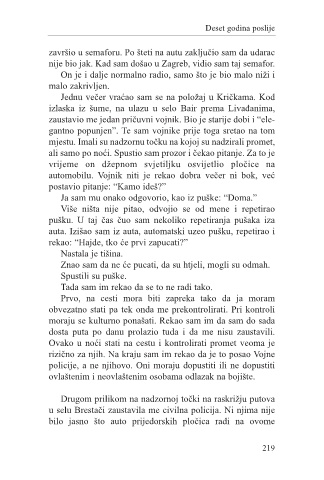 Deset godina poslije
završio u semaforu. Po šteti na autu zaključio sam da udarac
nije bio jak. Kad sam došao u Zagreb, vidio sam taj semafor.
On je i dalje normalno radio, samo što je bio malo niži i
malo zakrivljen.
Jednu večer vraćao sam se na položaj u Kričkama. Kod
izlaska iz šume, na ulazu u selo Bair prema Livađanima,
zaustavio me jedan pričuvni vojnik. Bio je starije dobi i “ele-
gantno popunjen”. Te sam vojnike prije toga sretao na tom
mjestu. Imali su nadzornu točku na kojoj su nadzirali promet,
ali samo po noći. Spustio sam prozor i čekao pitanje. Za to je
vrijeme on džepnom svjetiljku osvijetlio pločice na
automobilu. Vojnik niti je rekao dobra večer ni bok, već
postavio pitanje: “Kamo ideš?”
Ja sam mu onako odgovorio, kao iz puške: “Doma.”
Više ništa nije pitao, odvojio se od mene i repetirao
pušku. U taj čas čuo sam nekoliko repetiranja pušaka iza
auta. Izišao sam iz auta, automatski uzeo pušku, repetirao i
rekao: “Hajde, tko će prvi zapucati?”
Nastala je tišina.
Znao sam da ne će pucati, da su htjeli, mogli su odmah.
Spustili su puške.
Tada sam im rekao da se to ne radi tako.
Prvo, na cesti mora biti zapreka tako da ja moram
obvezatno stati pa tek onda me prekontrolirati. Pri kontroli
moraju se kulturno ponašati. Rekao sam im da sam do sada
dosta puta po danu prolazio tuda i da me nisu zaustavili.
Ovako u noći stati na cestu i kontrolirati promet veoma je
rizično za njih. Na kraju sam im rekao da je to posao Vojne
policije, a ne njihovo. Oni moraju dopustiti ili ne dopustiti
ovlaštenim i neovlaštenim osobama odlazak na bojište.
Drugom prilikom na nadzornoj točki na raskrižju putova
u selu Brestači zaustavila me civilna policija. Ni njima nije
bilo jasno što auto prijedorskih pločica radi na ovome
219